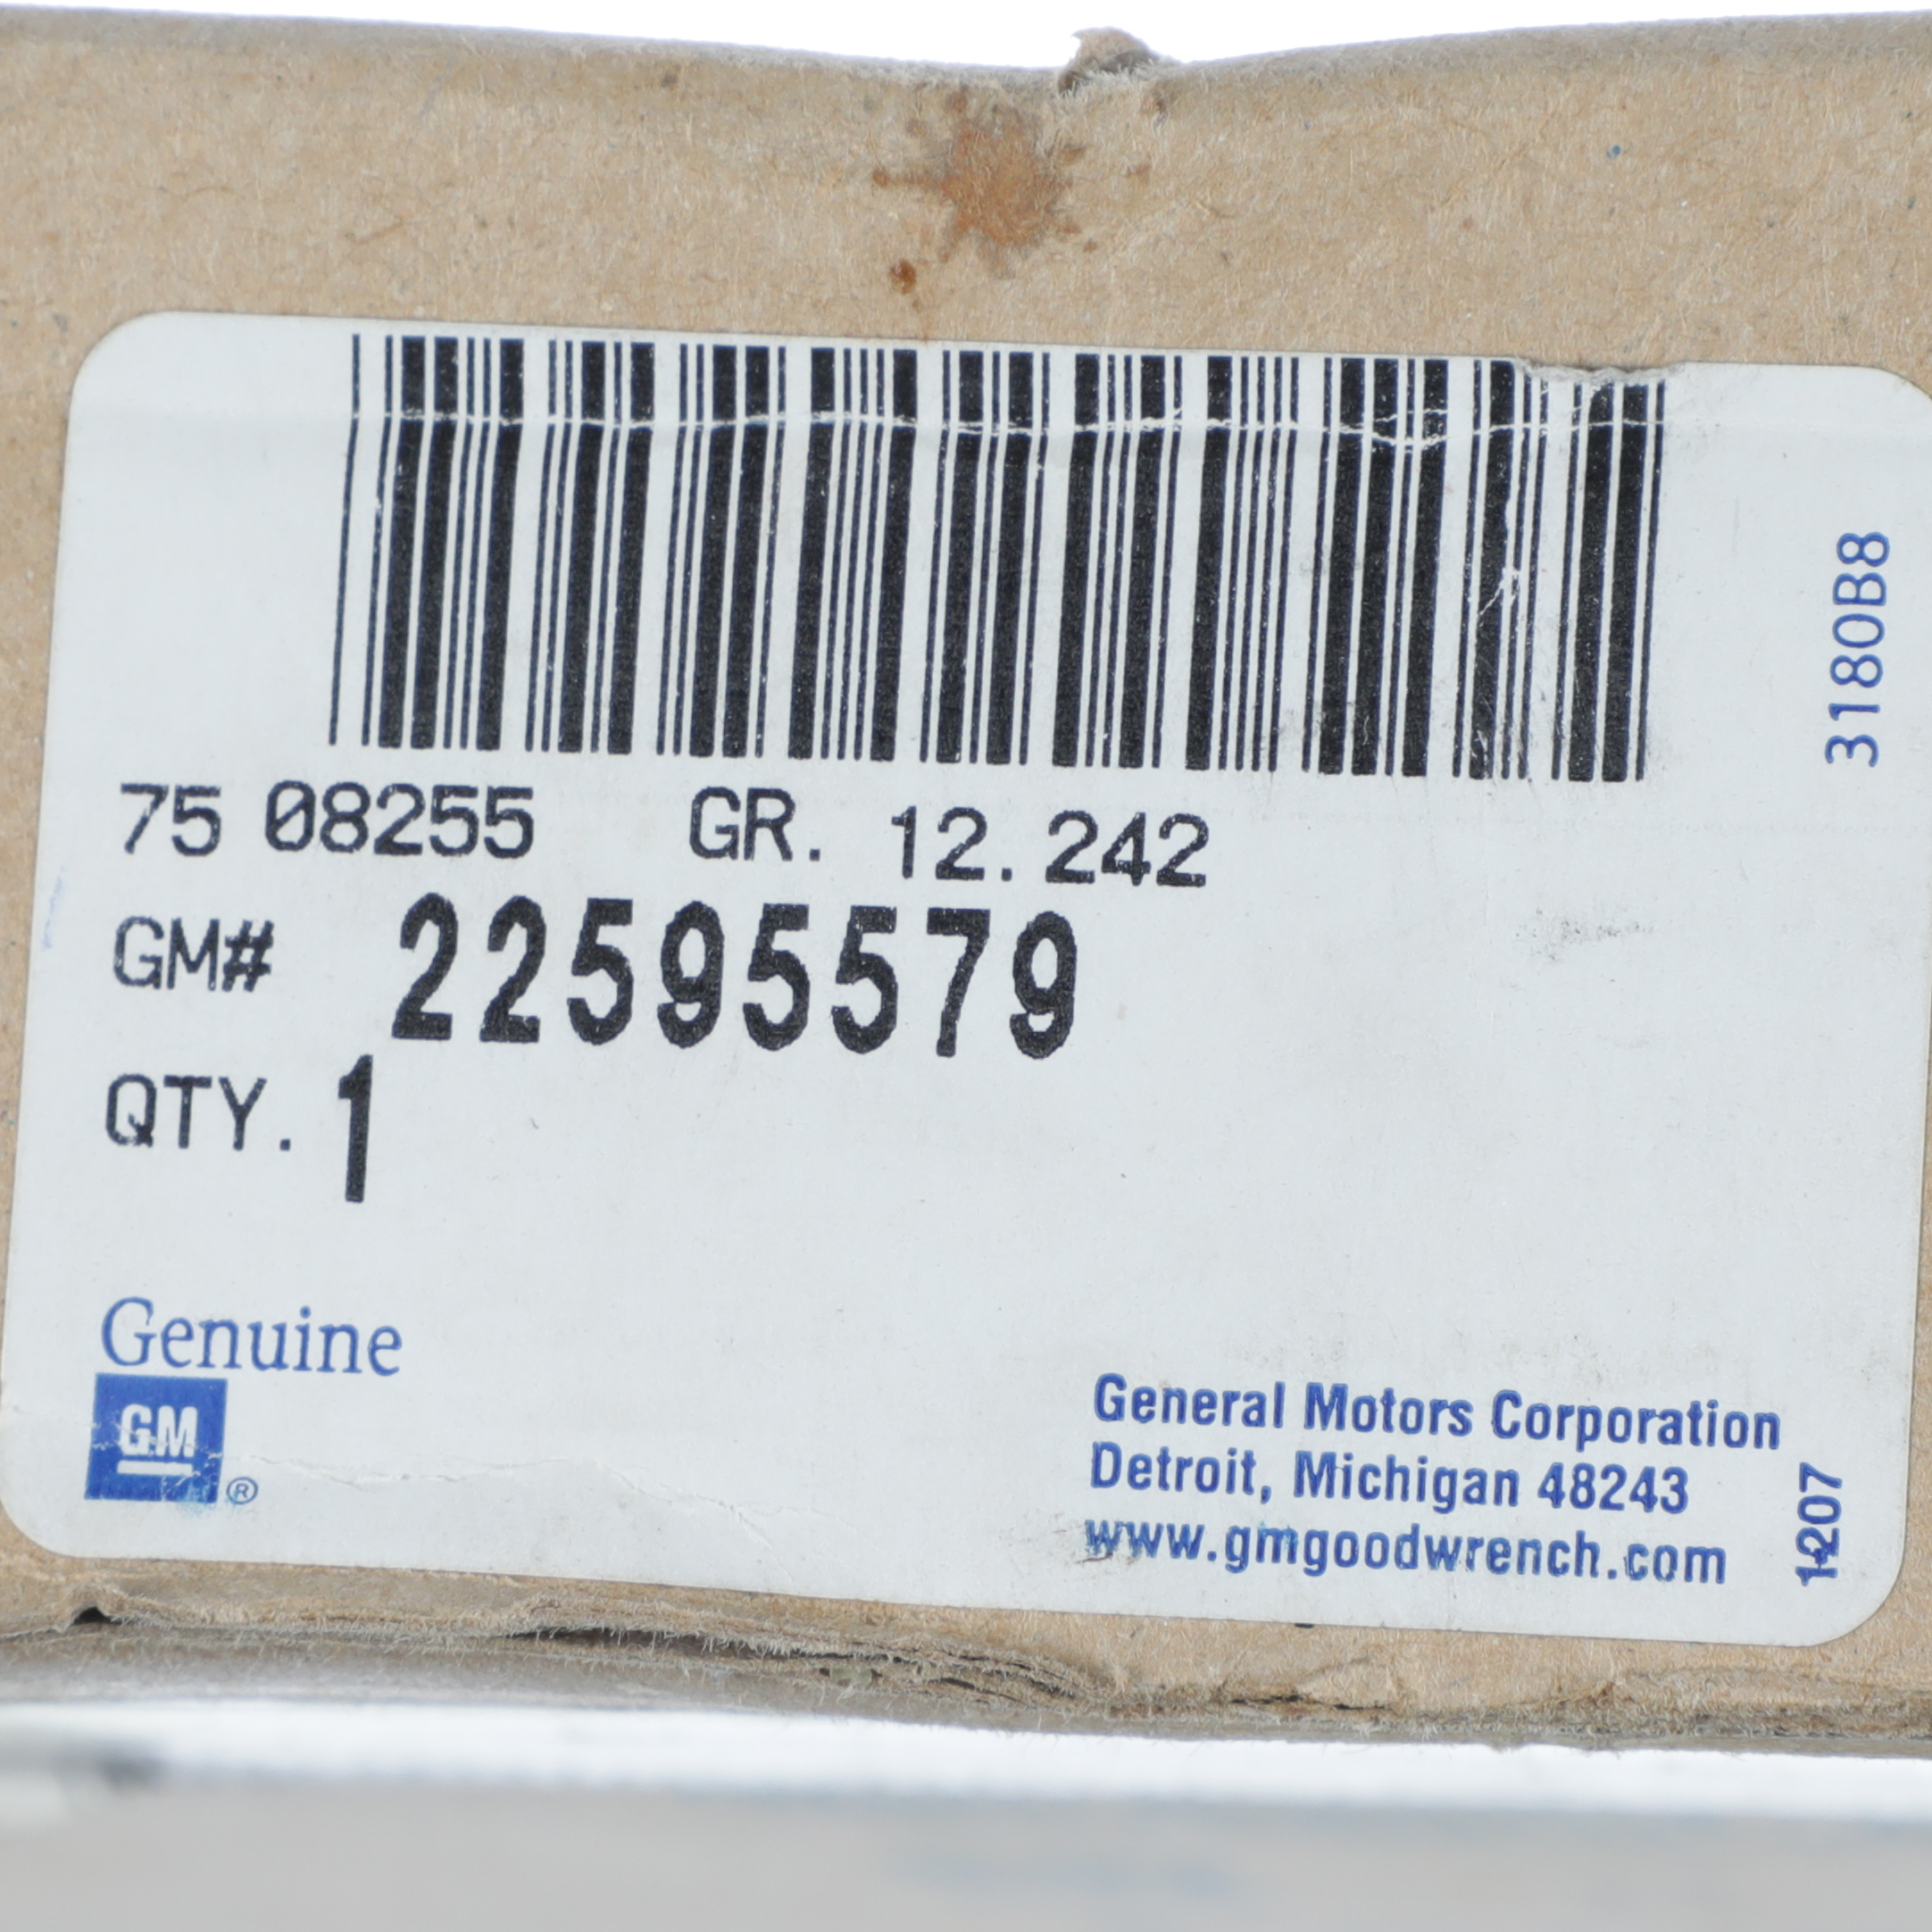 75 08255 GR. 12.242
GM# 22595579
QTY. 1
3180B8
Genuine
GM ®
General Motors Corporation
Detroit, Michigan 48243
www.gmgoodwrench.com
1207